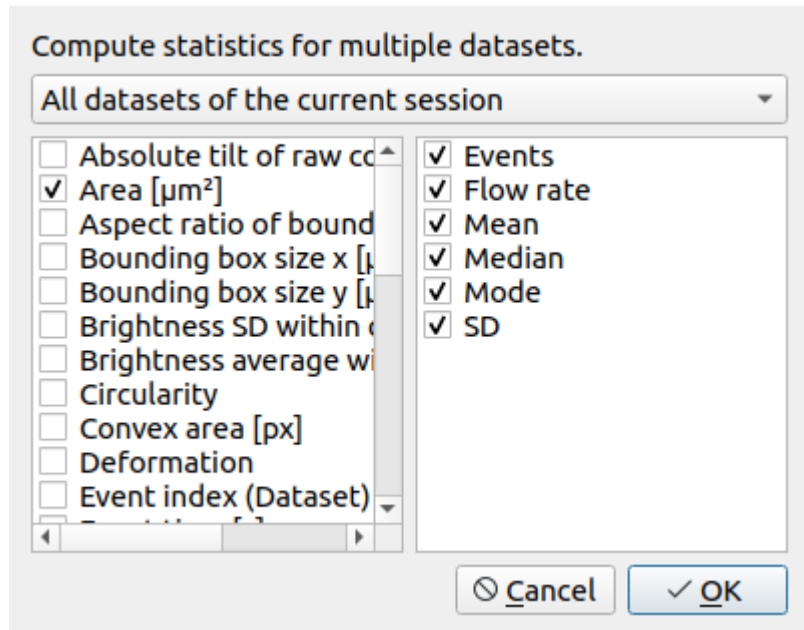 Compute statistics for multiple datasets.
All datasets of the current session
Absolute tilt of raw
Area [µm²]
Aspect ratio of bound
Bounding box size x
Bounding box size y
Brightness SD within
Brightness average
Circularity
Convex area [px]
Deformation
Event index (Dataset)
Events
Flow rate
Mean
Median
Mode
SD
Cancel
OK